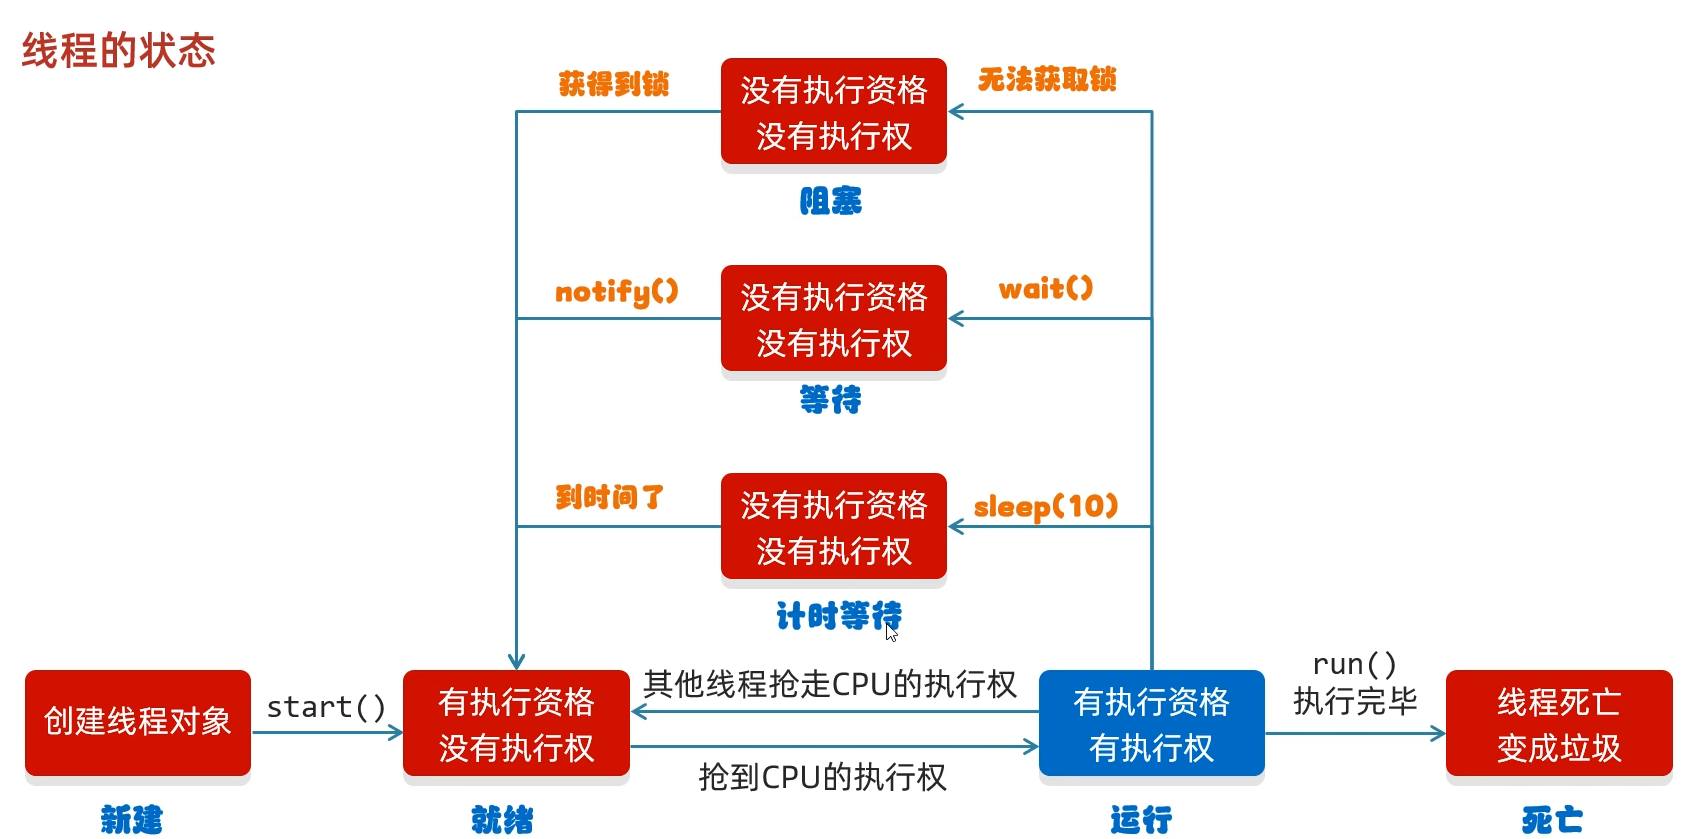 线程的状态
获得到锁
没有执行资格
没有执行权
无法获取锁
阻塞
notify()
没有执行资格
没有执行权
wait()
等待
到时间了
没有执行资格
没有执行权
sleep(10)
计时等待
创建线程对象
start()
有执行资格
没有执行权
其他线程抢走CPU的执行权
抢到CPU的执行权
有执行资格
有执行权
run()
执行完毕
线程死亡
变成垃圾
新建
就绪
运行
死亡